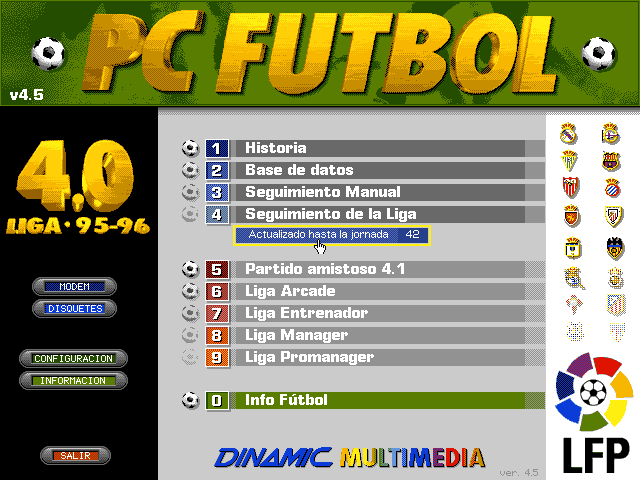 PC FUTBOL
v4.5
4.0
LIGA·95-96
MODEM
DISQUETES
CONFIGURACION
INFORMACION
SALIR
1 Historia
2 Base de datos
3 Seguimiento Manual
4 Seguimiento de la Liga
Actualizado hasta la jornada 42
5 Partido amistoso 4.1
6 Liga Arcade
7 Liga Entrenador
8 Liga Manager
9 Liga Promanager
0 Info Fútbol
DINAMIC MULTIMEDIA
ver. 4.5
LFP